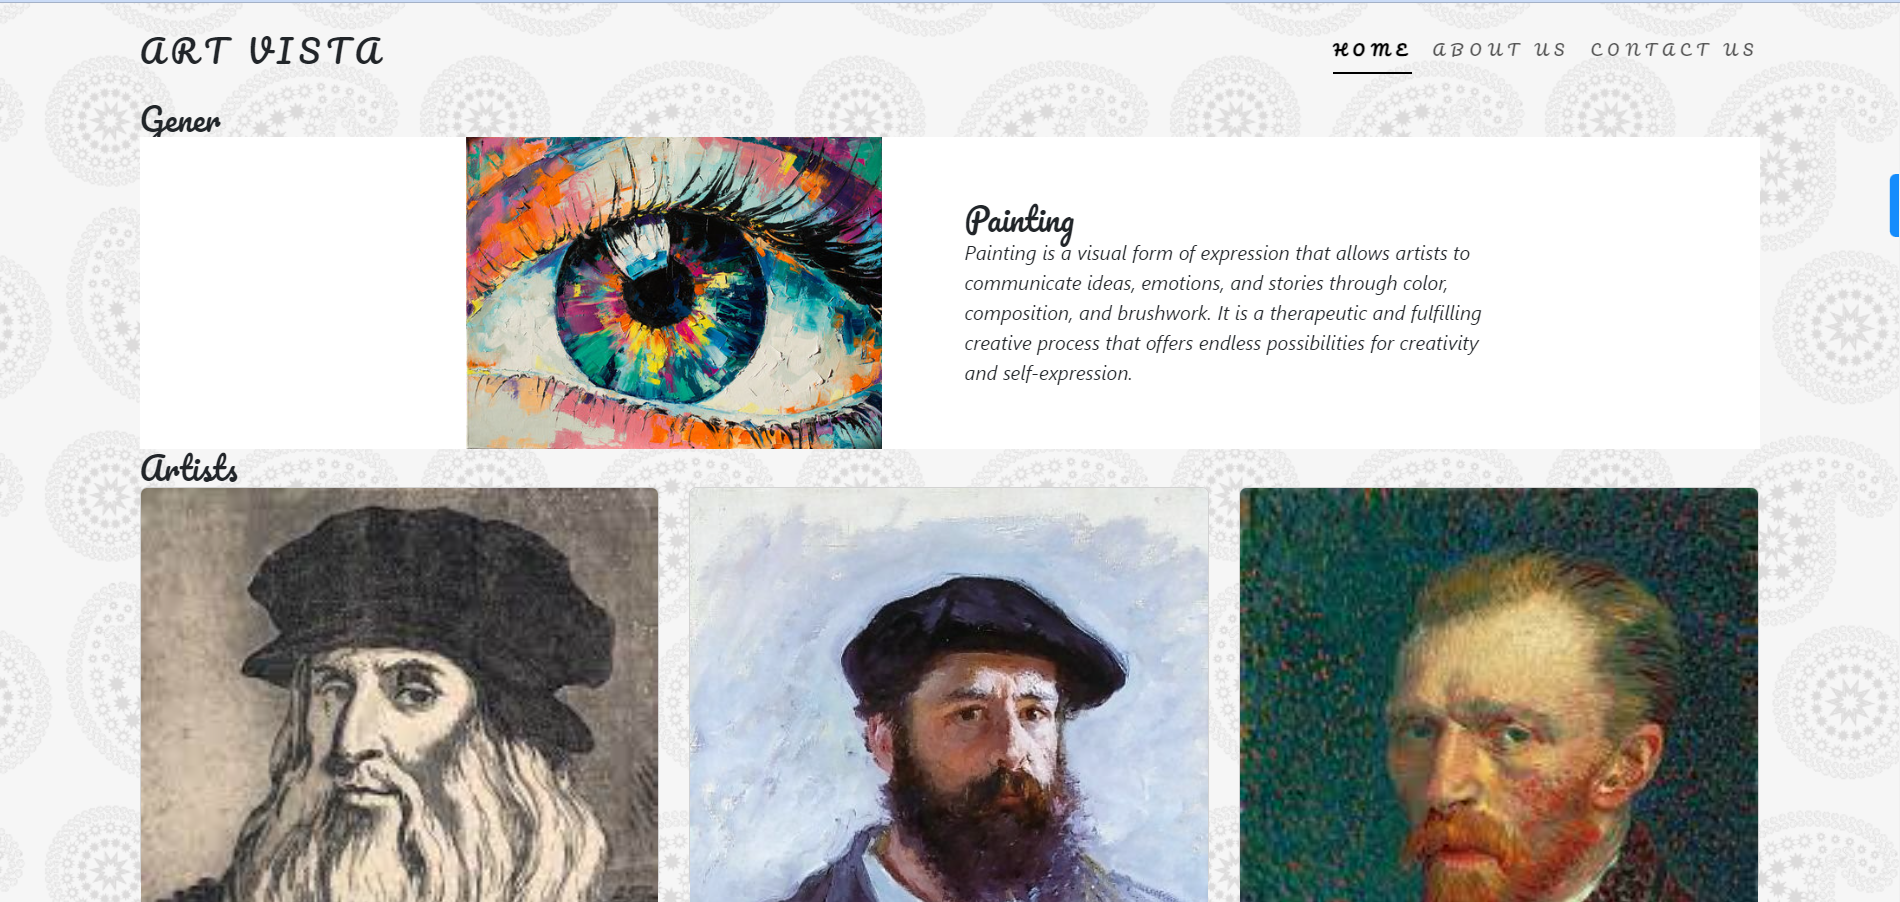 ART VISTA
HOME ABOUT US CONTACT US
Gener
Painting
Painting is a visual form of expression that allows artists to
communicate ideas, emotions, and stories through color,
composition, and brushwork. It is a therapeutic and fulfilling
creative process that offers endless possibilities for creativity
and self-expression.
Artists